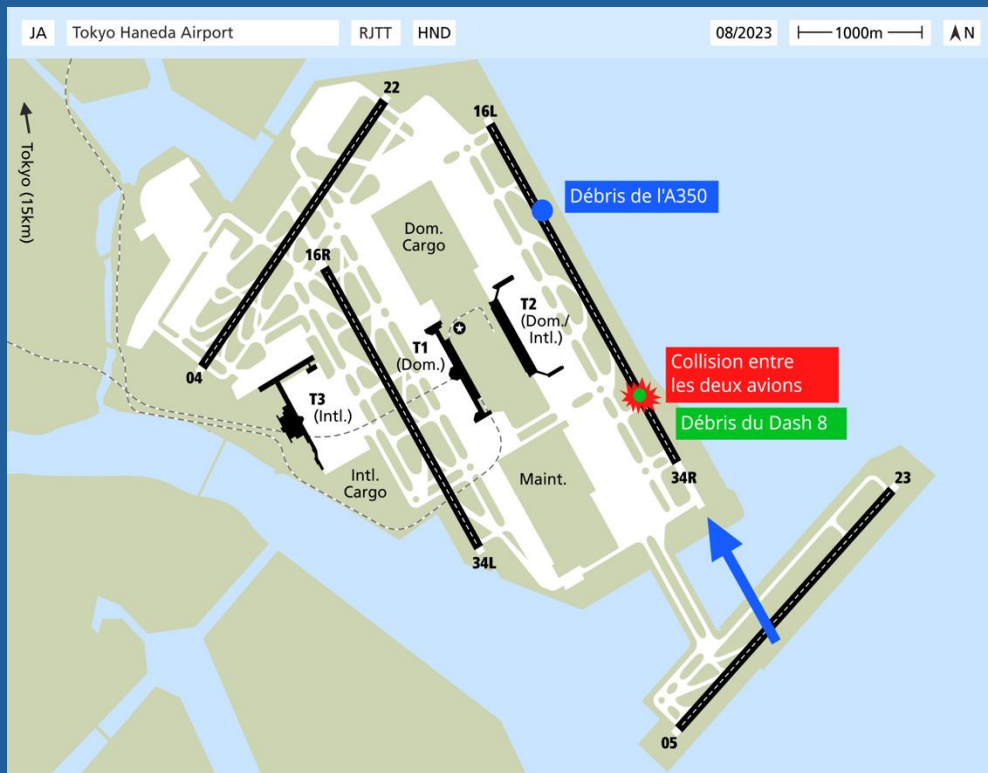 JA
Tokyo Haneda Airport
RJTT
HND
08/2023
1000m
N
Tokyo (15km)
22
16L
Débris de l'A350
Dom.
Cargo
16R
T2
(Dom./
Intl.)
T1
(Dom.)
Collision entre
les deux avions
04
T3
(Intl.)
Débris du Dash 8
Intl.
Cargo
Maint.
34R
23
34L
05